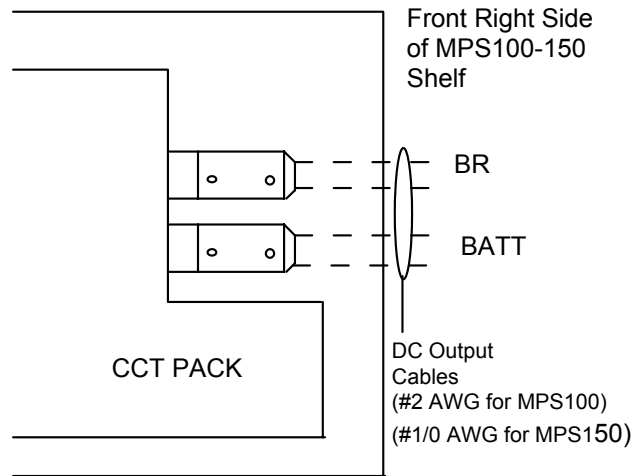 Front Right Side
of MPS100-150
Shelf
BR
BATT
CCT PACK
DC Output
Cables
(#2 AWG for MPS100)
(#1/0 AWG for MPS150)